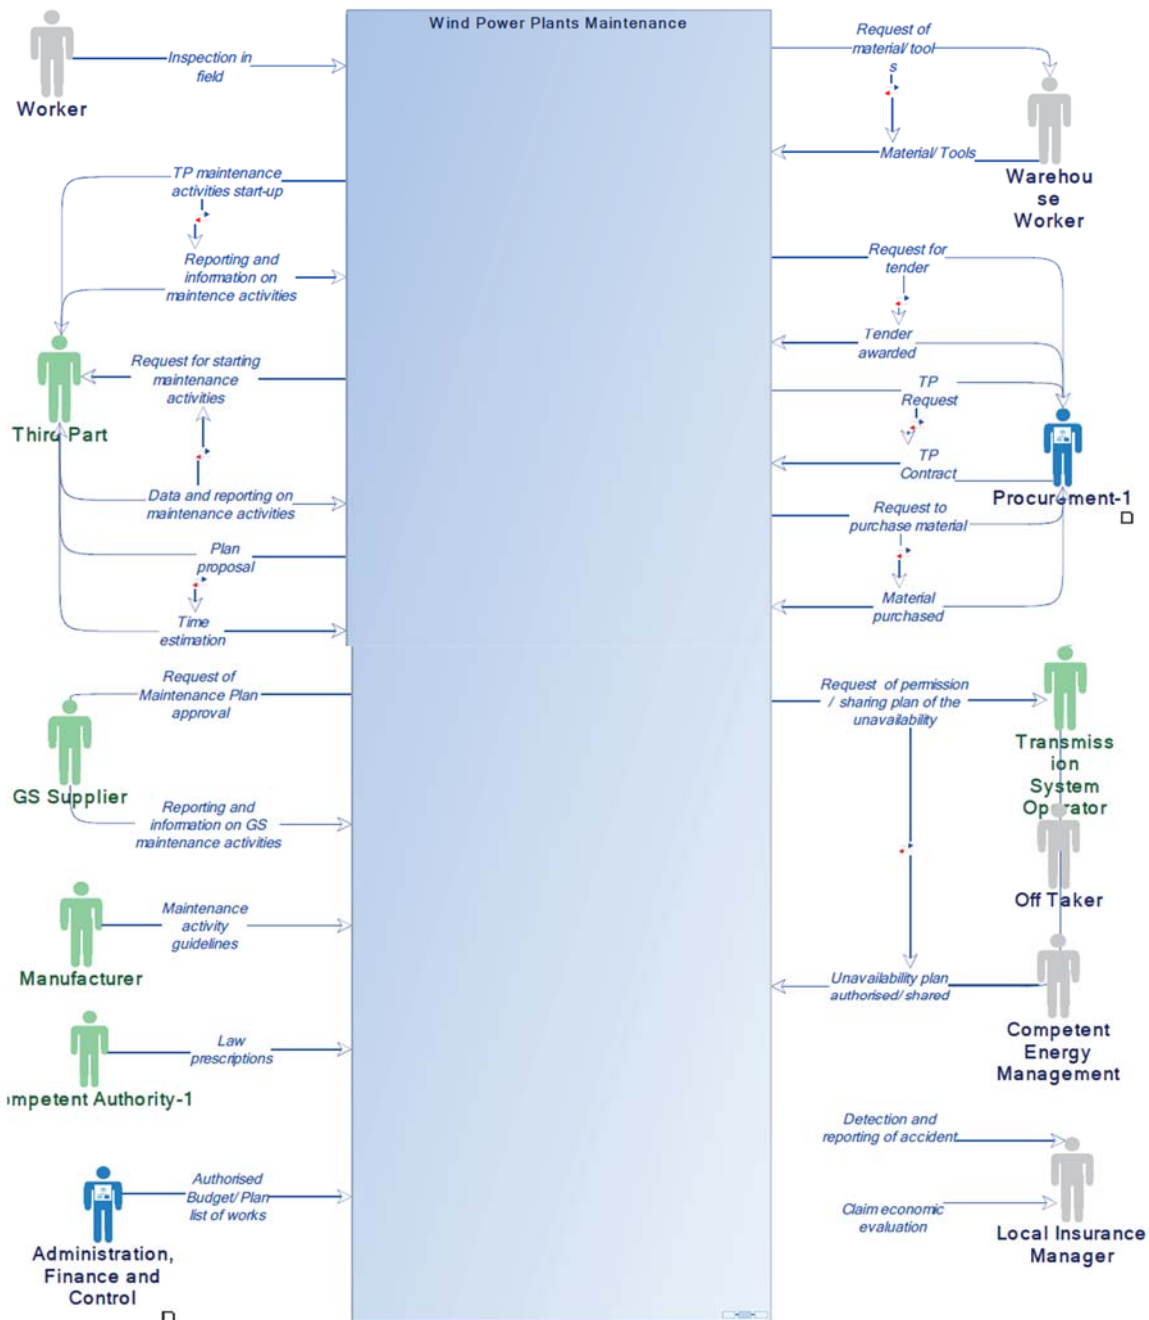 Wind Power Plants Maintenance
Inspection in
field
Worker
TP maintenance
activities start-up
Reporting and
information on
maintence activities
Request for starting
maintenance
activities
Third Part
Data and reporting on
maintenance activities
Plan
proposal
Time
estimation
Request of
Maintenance Plan
approval
GS Supplier
Reporting and
information on GS
maintenance activities
Maintenance
activity
guidelines
Manufacturer
Law
prescriptions
ompetent Authority-1
Authorised
Budget/ Plan
list of works
Administration,
Finance and
Control
Request of
material/ tool
s
Material/ Tools
Warehou
se
Worker
Request for
tender
Tender
awarded
TP
Request
TP
Contract
Procurement-1
Request to
purchase material
Material
purchased
Request of permission
/ sharing plan of the
unavailability
Transmiss
ion
System
Operator
Off Taker
Unavailability plan
authorised/ shared
Competent
Energy
Management
Detection and
reporting of accident
Claim economic
evaluation
Local Insurance
Manager